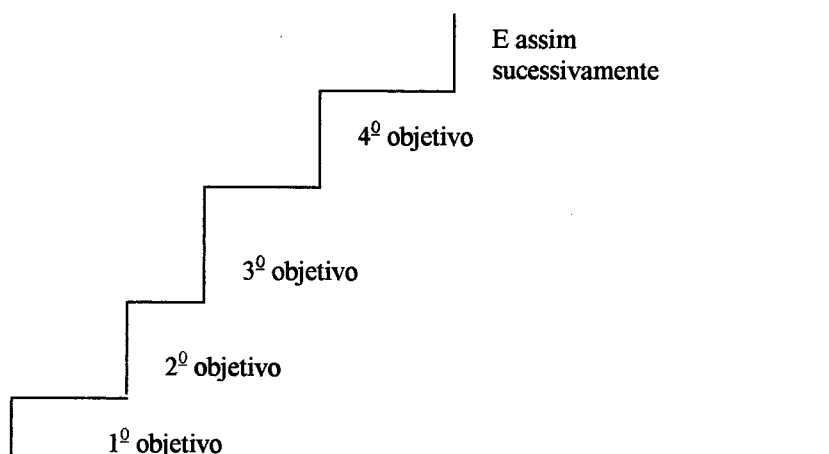 E assim
sucessivamente
4º objetivo
3º objetivo
2º objetivo
1º objetivo